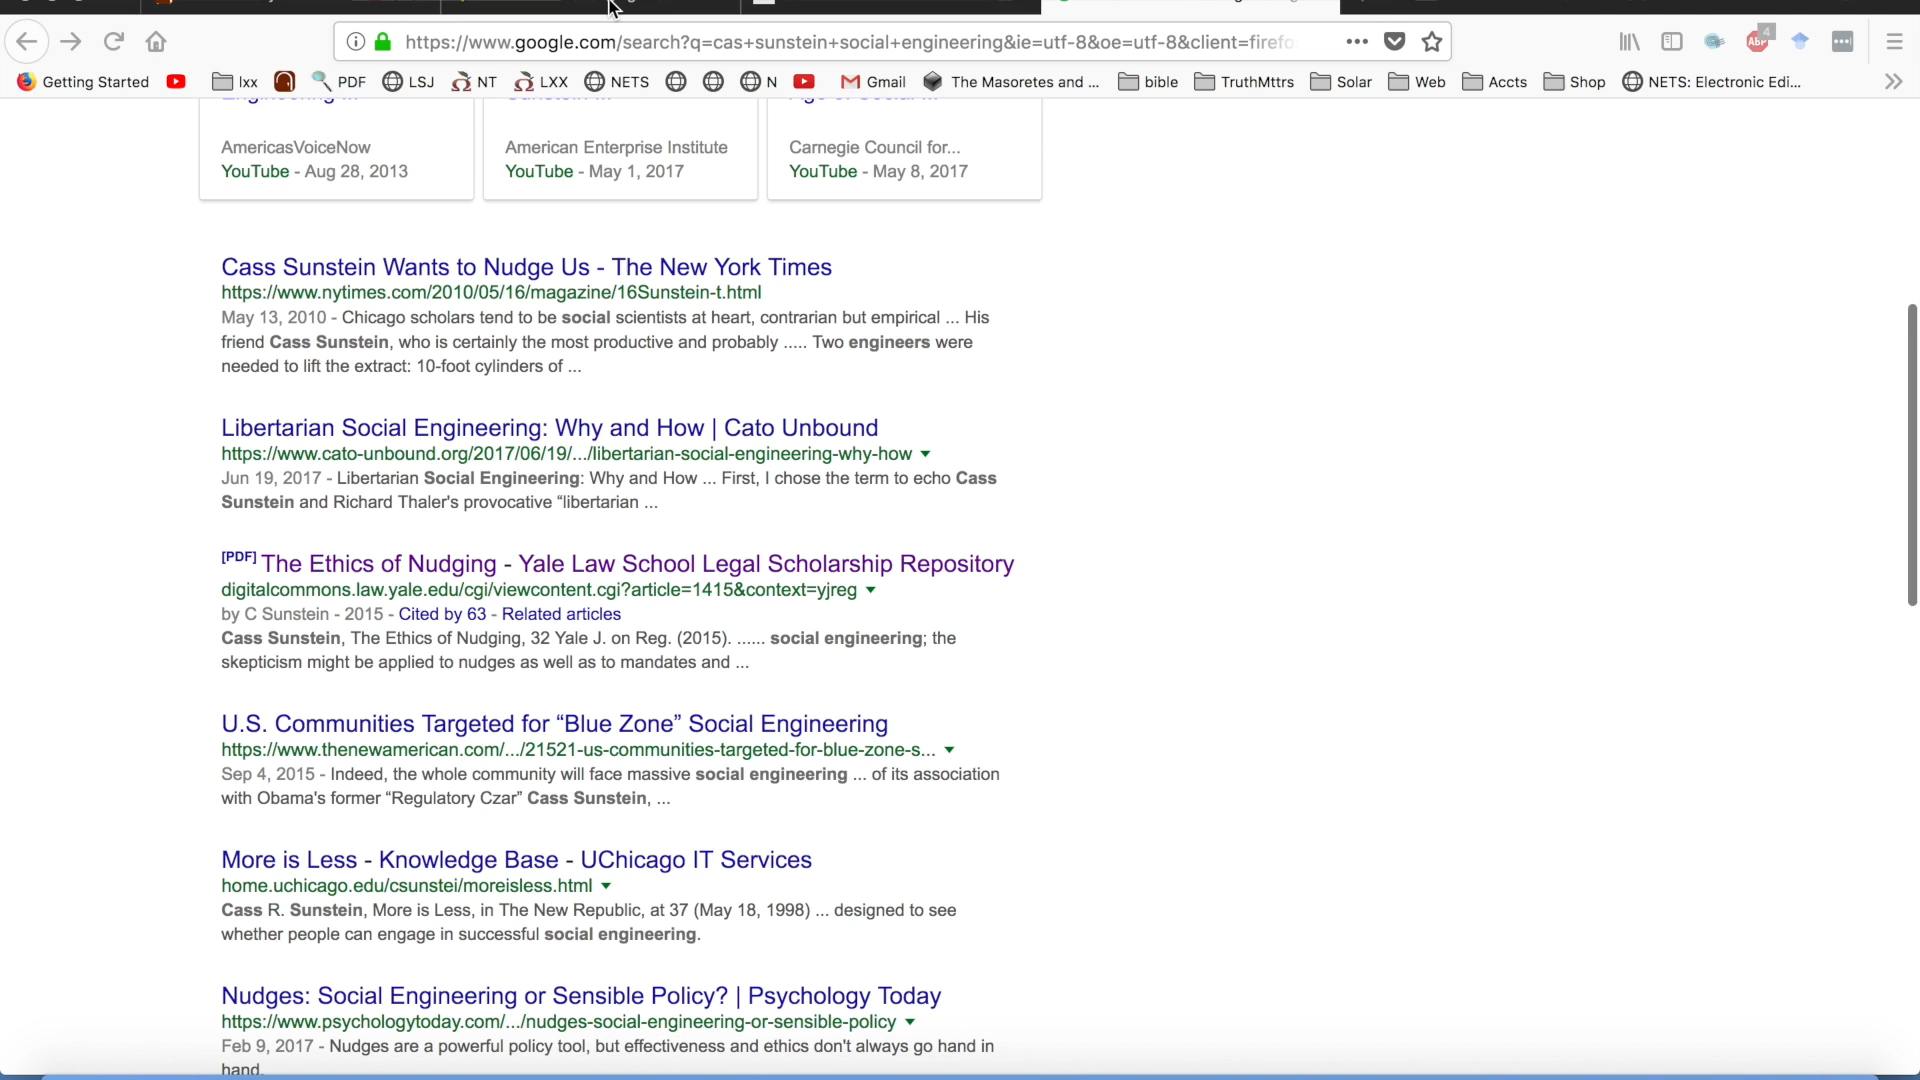 https://www.google.com/search?q=cas+sunstein+social+engineering&ie=utf-8&oe=utf-8&client=firefo
ABP 4
Getting Started lxx PDF LSJ NT LXX NETS N Gmail The Masoretes and ... bible TruthMttrs Solar Web Accts Shop NETS: Electronic Edi...
AmericasVoiceNow American Enterprise Institute Carnegie Council for...
YouTube - Aug 28, 2013 YouTube - May 1, 2017 YouTube - May 8, 2017
Cass Sunstein Wants to Nudge Us - The New York Times
https://www.nytimes.com/2010/05/16/magazine/16Sunstein-t.html
May 13, 2010 - Chicago scholars tend to be social scientists at heart, contrarian but empirical ... His
friend Cass Sunstein, who is certainly the most productive and probably ..... Two engineers were
needed to lift the extract: 10-foot cylinders of ...
Libertarian Social Engineering: Why and How | Cato Unbound
https://www.cato-unbound.org/2017/06/19/.../libertarian-social-engineering-why-how
Jun 19, 2017 - Libertarian Social Engineering: Why and How ... First, I chose the term to echo Cass
Sunstein and Richard Thaler's provocative “libertarian ...
[PDF] The Ethics of Nudging - Yale Law School Legal Scholarship Repository
digitalcommons.law.yale.edu/cgi/viewcontent.cgi?article=1415&context=yjreg
by C Sunstein - 2015 - Cited by 63 - Related articles
Cass Sunstein, The Ethics of Nudging, 32 Yale J. on Reg. (2015). ...... social engineering; the
skepticism might be applied to nudges as well as to mandates and ...
U.S. Communities Targeted for “Blue Zone” Social Engineering
https://www.thenewamerican.com/.../21521-us-communities-targeted-for-blue-zone-s...
Sep 4, 2015 - Indeed, the whole community will face massive social engineering ... of its association
with Obama's former “Regulatory Czar” Cass Sunstein, ...
More is Less - Knowledge Base - UChicago IT Services
home.uchicago.edu/csunstei/moreisless.html
Cass R. Sunstein, More is Less, in The New Republic, at 37 (May 18, 1998) ... designed to see
whether people can engage in successful social engineering.
Nudges: Social Engineering or Sensible Policy? | Psychology Today
https://www.psychologytoday.com/.../nudges-social-engineering-or-sensible-policy
Feb 9, 2017 - Nudges are a powerful policy tool, but effectiveness and ethics don't always go hand in
hand.